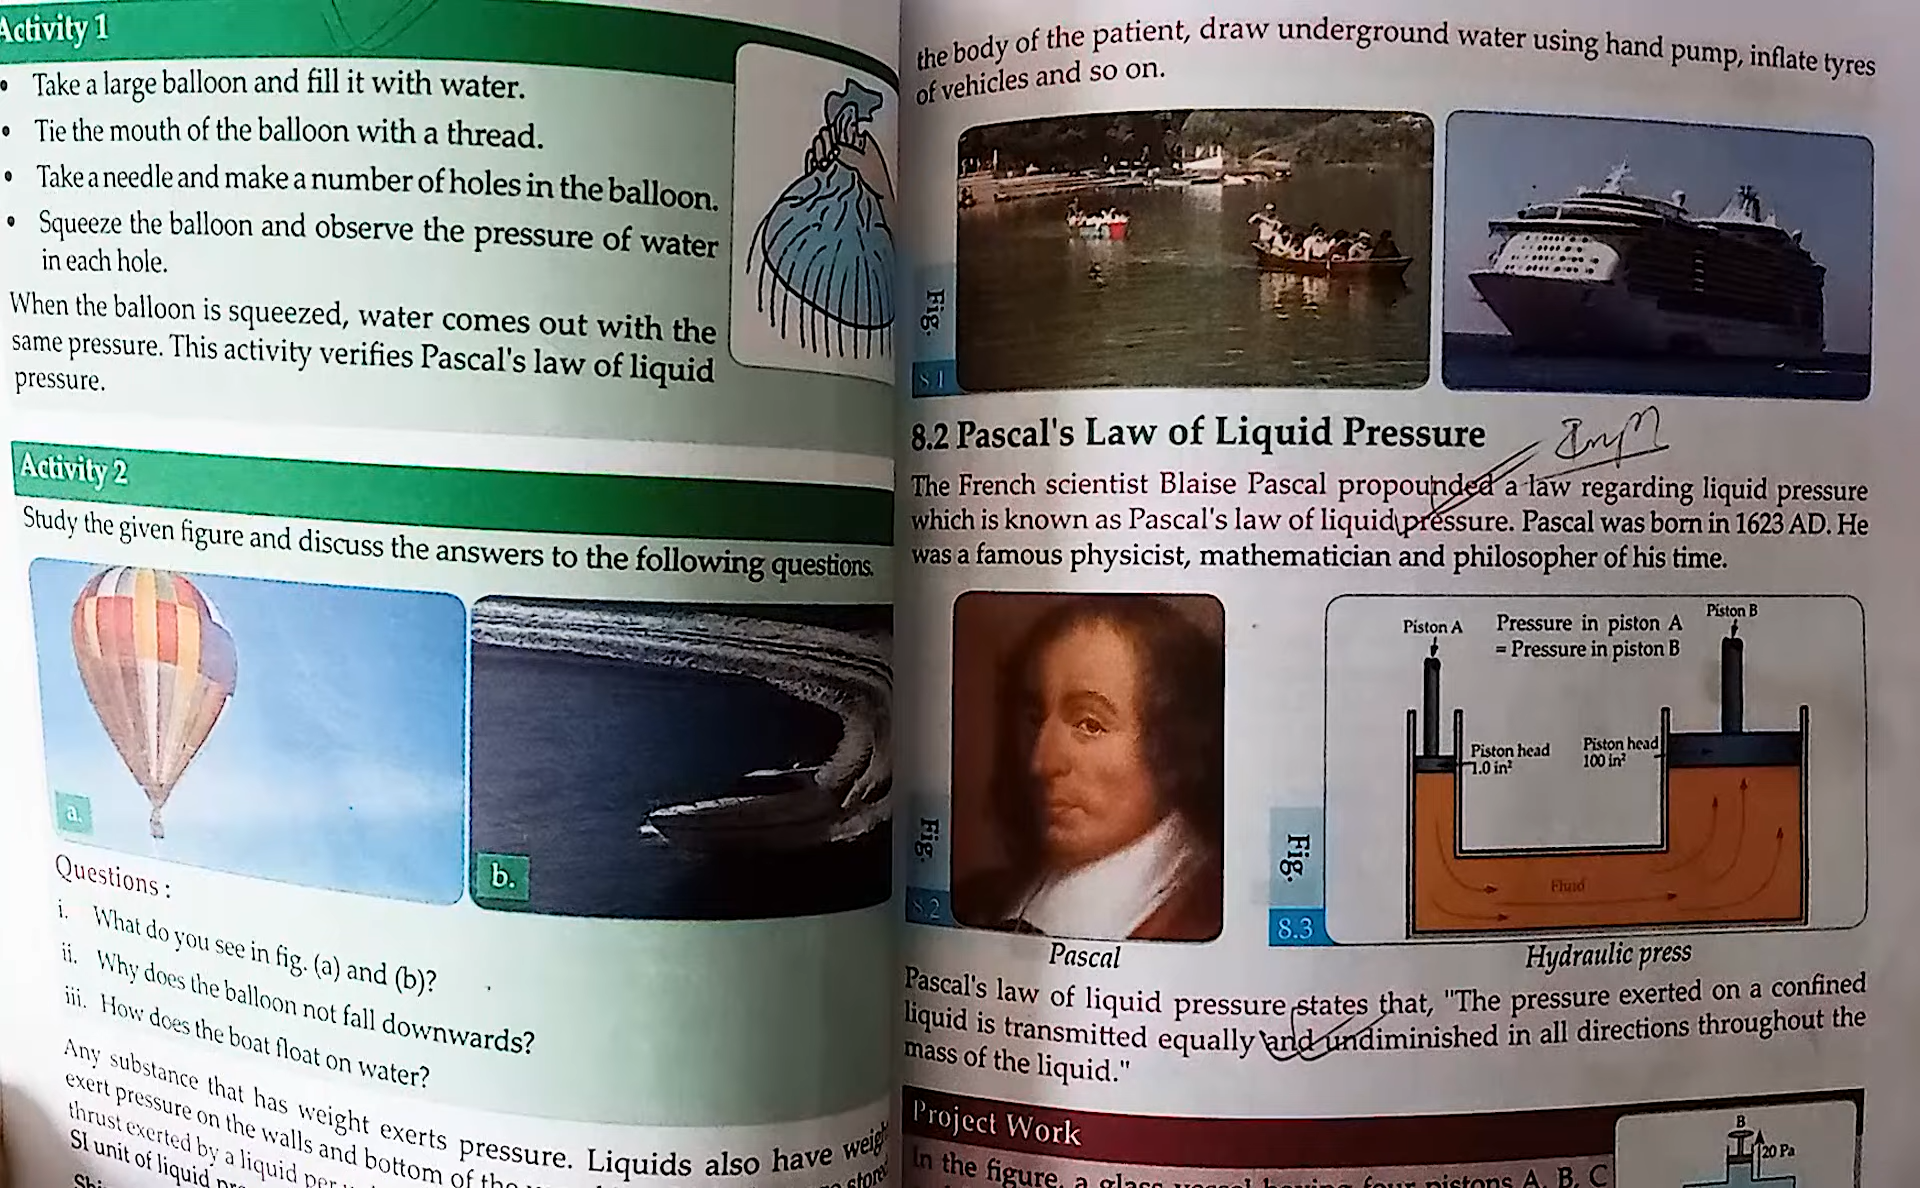 Activity 1
• Take a large balloon and fill it with water.
• Tie the mouth of the balloon with a thread.
• Take a needle and make a number of holes in the balloon.
• Squeeze the balloon and observe the pressure of water
in each hole.
When the balloon is squeezed, water comes out with the
same pressure. This activity verifies Pascal's law of liquid
pressure.
Activity 2
Study the given figure and discuss the answers to the following questions.
a.
b.
Questions :
i. What do you see in fig. (a) and (b)?
ii. Why does the balloon not fall downwards?
iii. How does the boat float on water?
Any substance that has weight exerts pressure. Liquids also have
exert pressure on the walls and bottom of the
thrust exerted by a liquid per
SI unit of liquid
the body of the patient, draw underground water using hand pump, inflate tyres
of vehicles and so on.
Fig.
8.1
8.2 Pascal's Law of Liquid Pressure
The French scientist Blaise Pascal propounded a law regarding liquid pressure
which is known as Pascal's law of liquid pressure. Pascal was born in 1623 AD. He
was a famous physicist, mathematician and philosopher of his time.
Fig.
8.2
Pascal
Fig.
8.3
Piston A
Pressure in piston A
= Pressure in piston B
Piston B
Piston head
1.0 in²
Piston head
100 in²
Fluid
Hydraulic press
Pascal's law of liquid pressure states that, "The pressure exerted on a confined
liquid is transmitted equally and undiminished in all directions throughout the
mass of the liquid."
Project Work
In the figure, a glass vessel having four pistons A, B, C
B
20 Pa